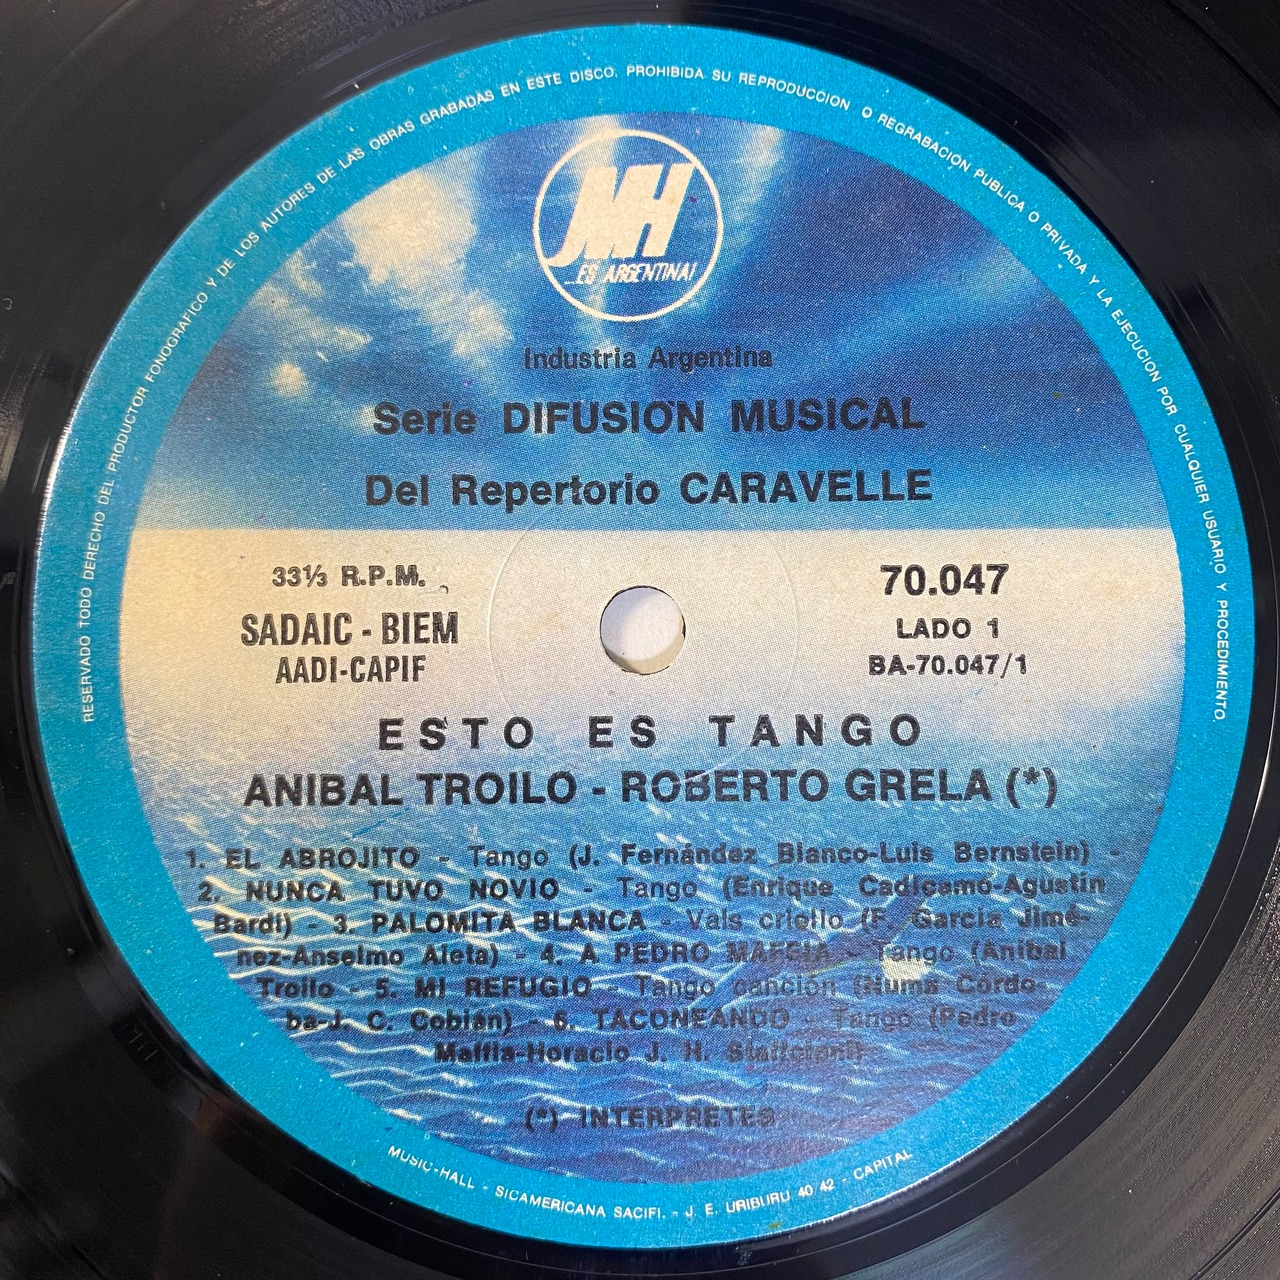 RESERVADO TODO DERECHO DEL PRODUCTOR FONOGRAFICO Y DE LOS AUTORES DE LAS OBRAS GRABADAS EN ESTE DISCO. PROHIBIDA SU REPRODUCCION O REGRABACION PUBLICA O PRIVADA Y LA EJECUCION POR CUALQUIER USUARIO Y PROCEDIMIENTO.
MH
...ES ARGENTINA!
Industria Argentina
Serie DIFUSIÓN MUSICAL
Del Repertorio CARAVELLE
33⅓ R.P.M.
SADAIC - BIEM
AADI-CAPIF
70.047
LADO 1
BA-70.047/1
ESTO ES TANGO
ANIBAL TROILO - ROBERTO GRELA (*)
1. EL ABROJITO - Tango (J. Fernández Blanco-Luis Bernstein) -
2. NUNCA TUVO NOVIO - Tango (Enrique Cadícamo-Agustín
Bardi) - 3. PALOMITA BLANCA - Vals criollo (F. García Jimé-
nez-Anselmo Aieta) - 4. A PEDRO MAFFIA - Tango (Aníbal
Troilo - 5. MI REFUGIO - Tango canción (Numa Córdo-
ba-J. C. Cobián) - 6. TACONEANDO - Tango (Pedro
Maffia-Horacio J. H.
(*) INTERPRETES
MUSIC-HALL - SICAMERICANA SACIFI. - J. E. URIBURU 40 42 - CAPITAL